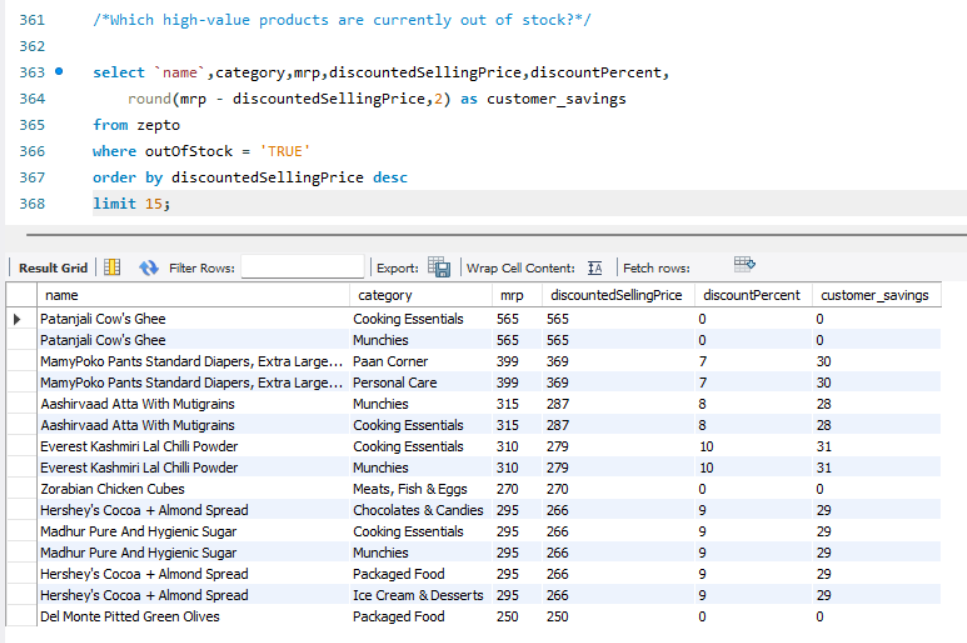 361 /*Which high-value products are currently out of stock?*/
362
363 select `name`,category,mrp,discountedSellingPrice,discountPercent,
364 round(mrp - discountedSellingPrice,2) as customer_savings
365 from zepto
366 where outOfStock = 'TRUE'
367 order by discountedSellingPrice desc
368 limit 15;
Result Grid Filter Rows: Export: Wrap Cell Content: IA Fetch rows:
name category mrp discountedSellingPrice discountPercent customer_savings
Patanjali Cow's Ghee Cooking Essentials 565 565 0 0
Patanjali Cow's Ghee Munchies 565 565 0 0
MamyPoko Pants Standard Diapers, Extra Large... Paan Corner 399 369 7 30
MamyPoko Pants Standard Diapers, Extra Large... Personal Care 399 369 7 30
Aashirvaad Atta With Mutigrains Munchies 315 287 8 28
Aashirvaad Atta With Mutigrains Cooking Essentials 315 287 8 28
Everest Kashmiri Lal Chilli Powder Cooking Essentials 310 279 10 31
Everest Kashmiri Lal Chilli Powder Munchies 310 279 10 31
Zorabian Chicken Cubes Meats, Fish & Eggs 270 270 0 0
Hershey's Cocoa + Almond Spread Chocolates & Candies 295 266 9 29
Madhur Pure And Hygienic Sugar Cooking Essentials 295 266 9 29
Madhur Pure And Hygienic Sugar Munchies 295 266 9 29
Hershey's Cocoa + Almond Spread Packaged Food 295 266 9 29
Hershey's Cocoa + Almond Spread Ice Cream & Desserts 295 266 9 29
Del Monte Pitted Green Olives Packaged Food 250 250 0 0